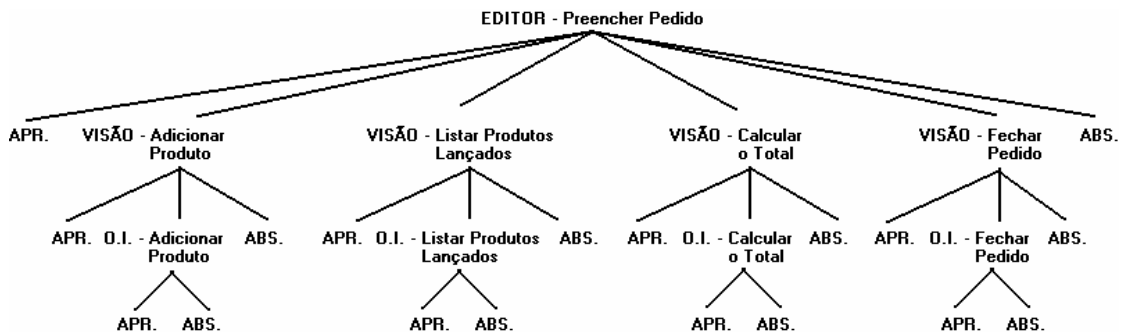 EDITOR - Preencher Pedido
APR. VISÃO - Adicionar Produto VISÃO - Listar Produtos Lançados VISÃO - Calcular o Total VISÃO - Fechar Pedido ABS.
APR. O.I. - Adicionar Produto ABS. APR. O.I. - Listar Produtos Lançados ABS. APR. O.I. - Calcular o Total ABS. APR. O.I. - Fechar Pedido ABS.
APR. ABS. APR. ABS. APR. ABS. APR. ABS.